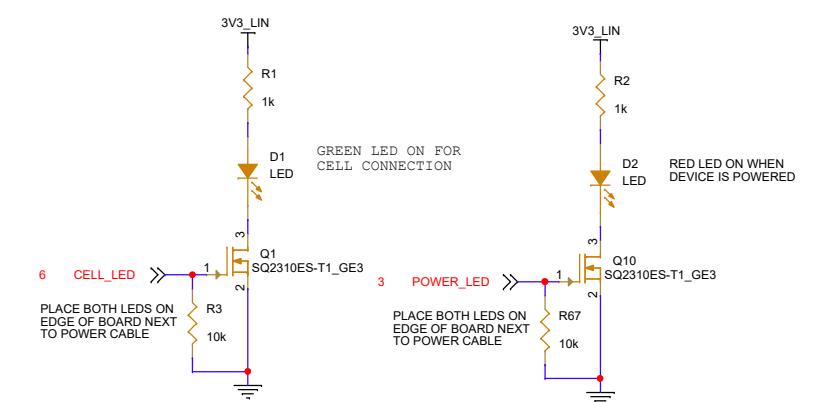 3V3_LIN
R1
1k
D1
LED
GREEN LED ON FOR
CELL CONNECTION
3
Q1
SQ2310ES-T1_GE3
1
2
6 CELL_LED
PLACE BOTH LEDS ON
EDGE OF BOARD NEXT
TO POWER CABLE
R3
10k
3V3_LIN
R2
1k
D2
LED
RED LED ON WHEN
DEVICE IS POWERED
3
Q10
SQ2310ES-T1_GE3
1
2
3 POWER_LED
PLACE BOTH LEDS ON
EDGE OF BOARD NEXT
TO POWER CABLE
R67
10k